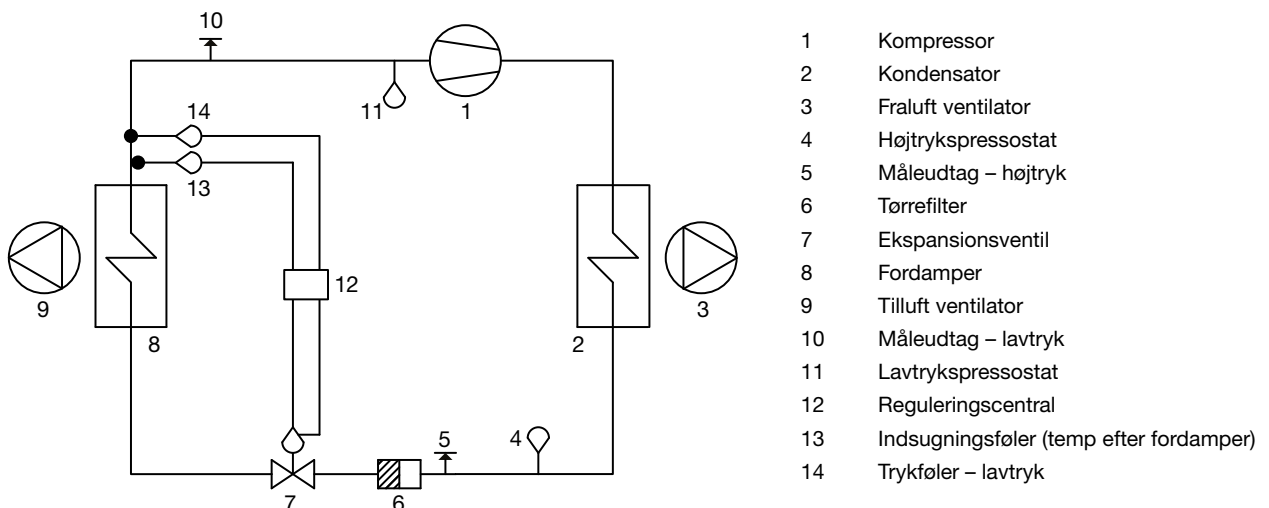 10
14
11
1
13
12
9
8
2
3
5
4
7
6
1 Kompressor
2 Kondensator
3 Fraluft ventilator
4 Højtrykspressostat
5 Måleudtag – højtryk
6 Tørrefilter
7 Ekspansionsventil
8 Fordamper
9 Tilluft ventilator
10 Måleudtag – lavtryk
11 Lavtrykspressostat
12 Reguleringscentral
13 Indsugningsføler (temp efter fordamper)
14 Trykføler – lavtryk